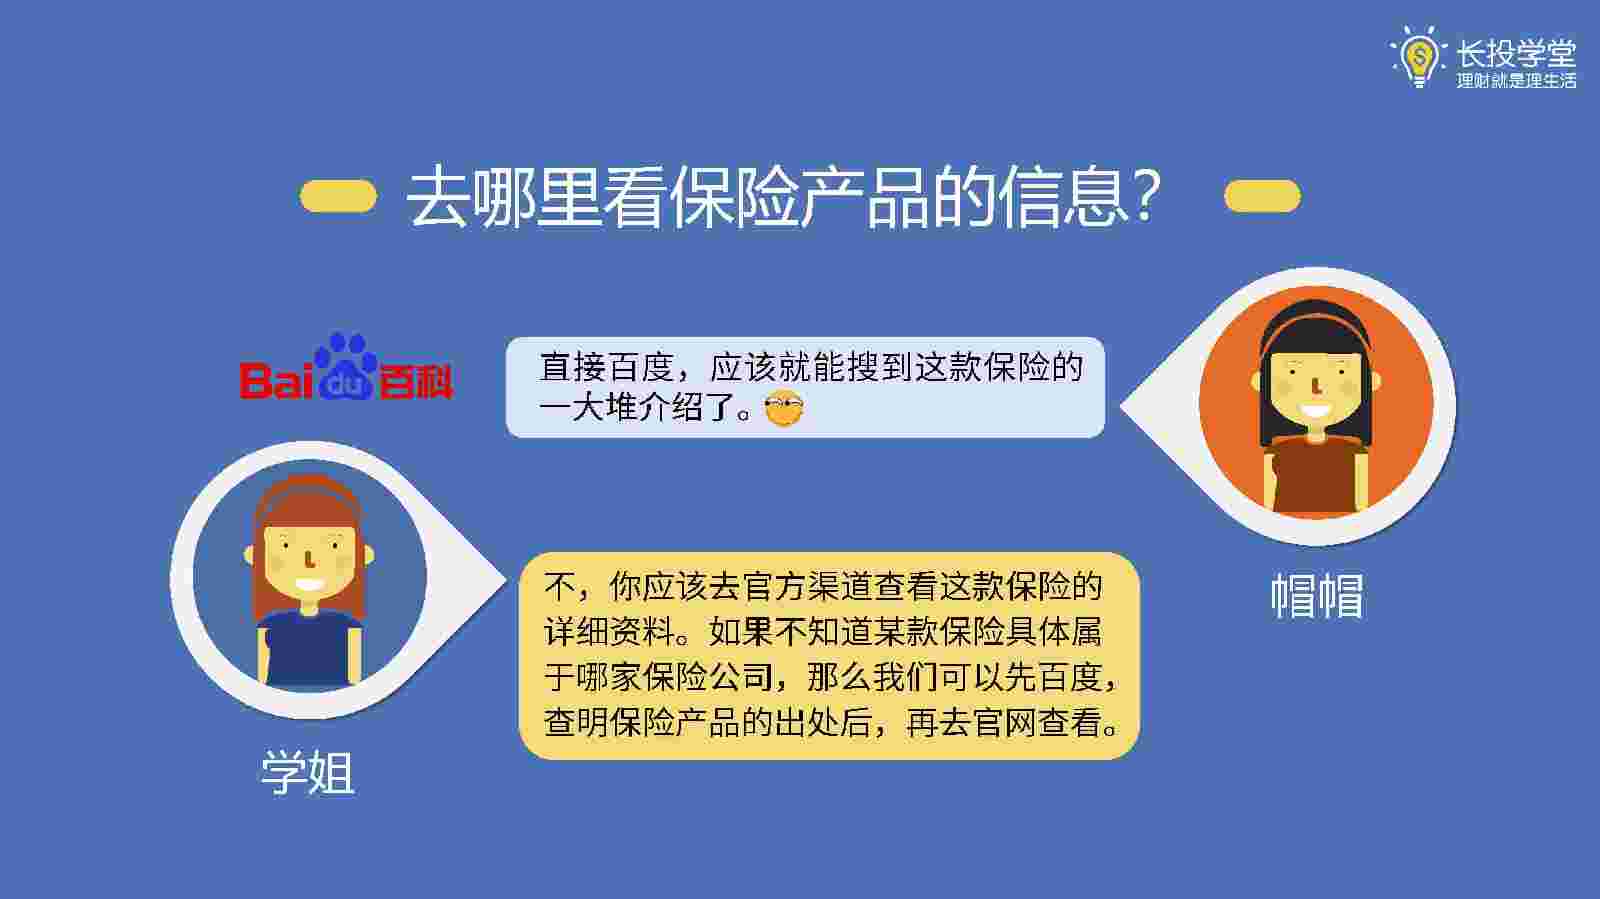 长投学堂
理财就是理生活
去哪里看保险产品的信息？
Bai du 百科
直接百度，应该就能搜到这款保险的
一大堆介绍了。
帽帽
不，你应该去官方渠道查看这款保险的
详细资料。如果不知道某款保险具体属
于哪家保险公司，那么我们可以先百度，
查明保险产品的出处后，再去官网查看。
学姐